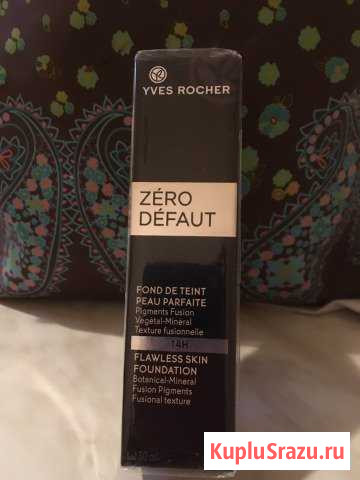 YVES ROCHER
ZÉRO
DÉFAUT
FOND DE TEINT
PEAU PARFAITE
Pigments Fusion
Végétal-Minéral
Texture fusionnelle
14H
FLAWLESS SKIN
FOUNDATION
Botanical-Mineral
Fusion Pigments
Fusional texture
30ml
KupluSrazu.ru